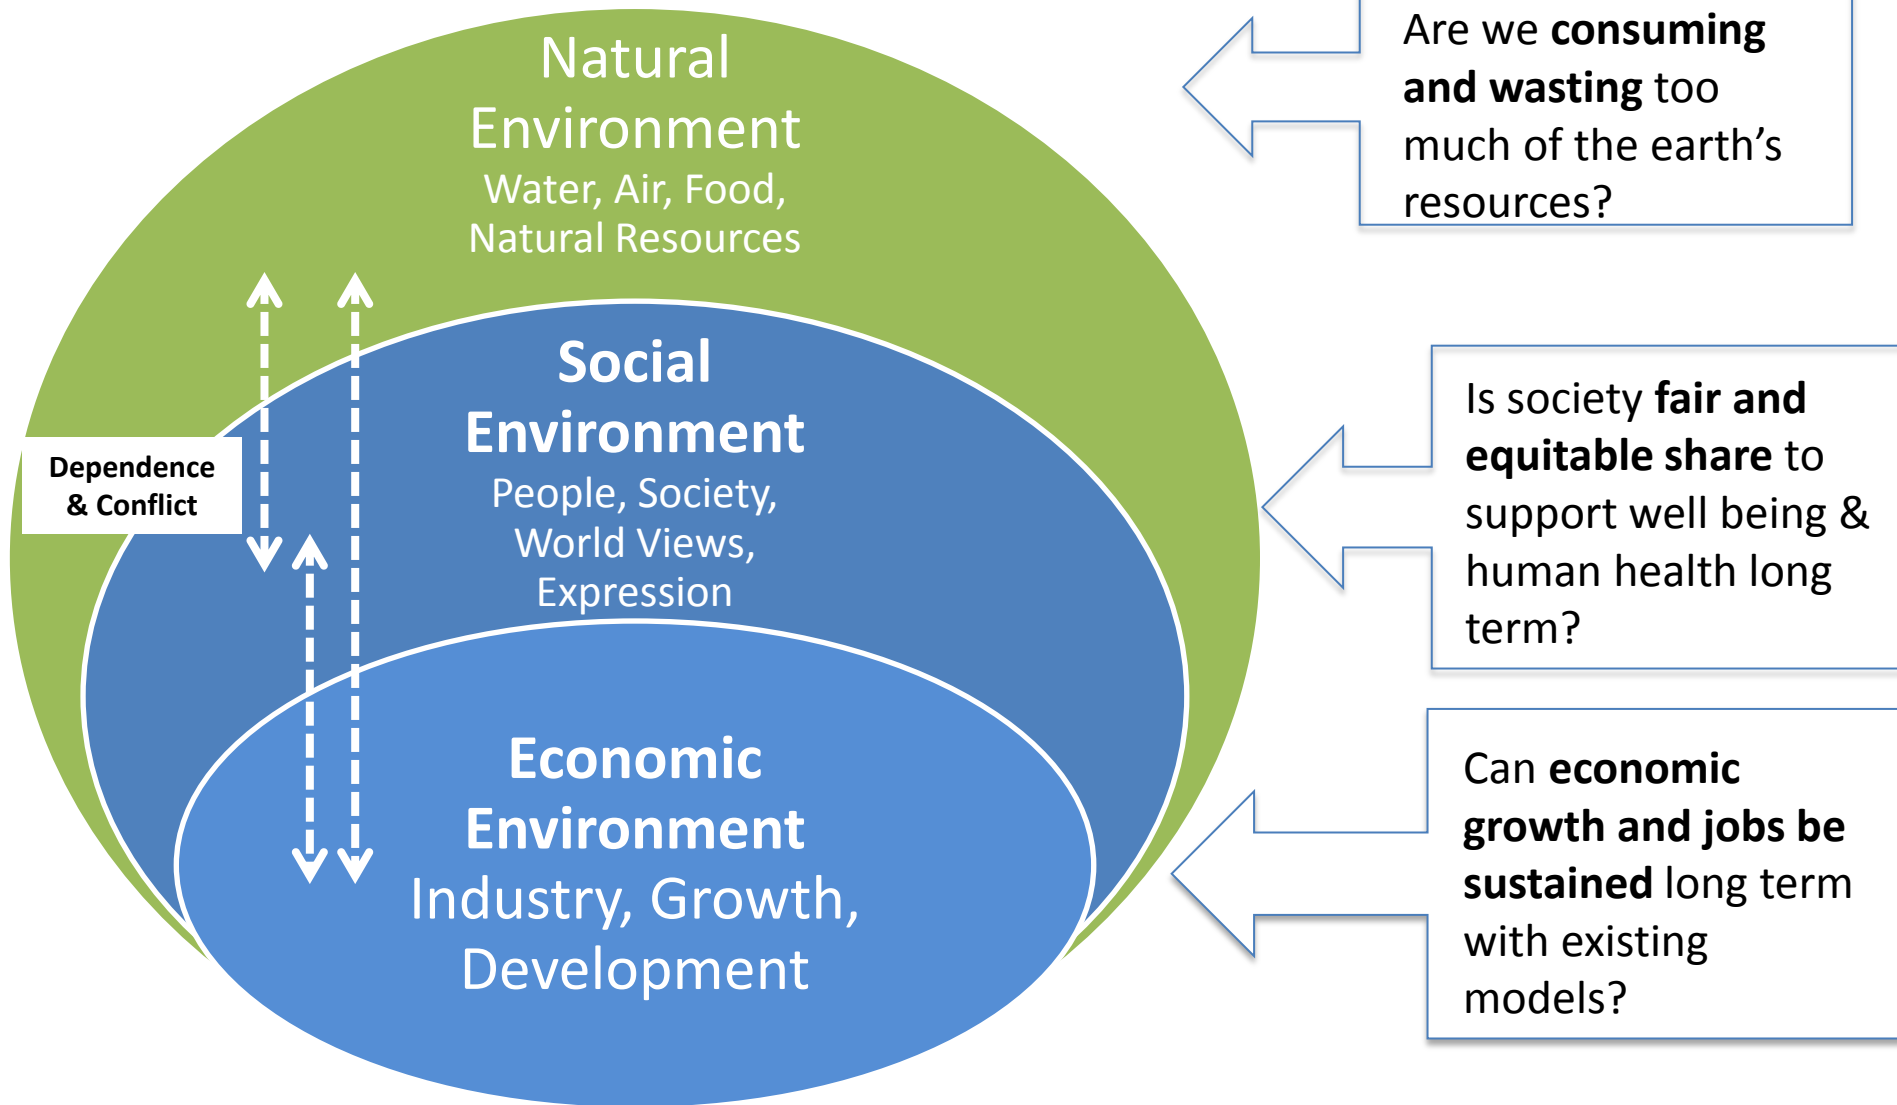 Natural
Environment
Water, Air, Food,
Natural Resources
Are we consuming
and wasting too
much of the earth’s
resources?
Dependence
& Conflict
Social
Environment
People, Society,
World Views,
Expression
Is society fair and
equitable share to
support well being &
human health long
term?
Economic
Environment
Industry, Growth,
Development
Can economic
growth and jobs be
sustained long term
with existing
models?